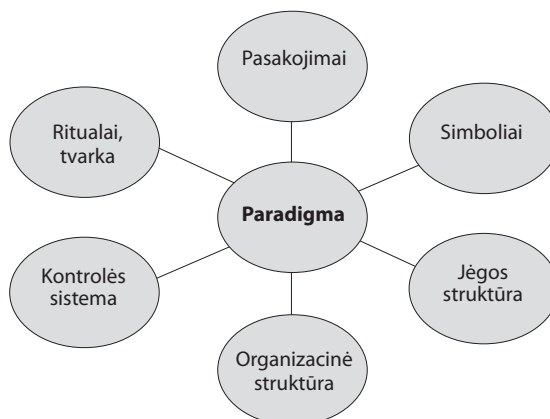 Pasakojimai
Ritualai,
tvarka
Simboliai
Paradigma
Kontrolės
sistema
Jėgos
struktūra
Organizacinė
struktūra